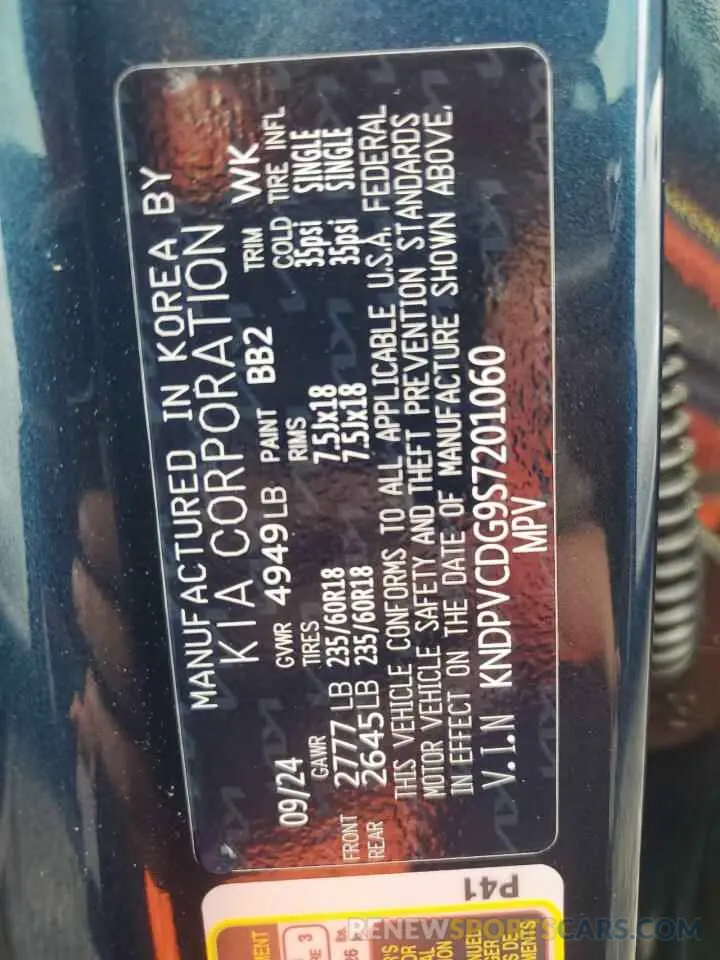 MANUFACTURED IN KOREA BY
KIA CORPORATION
09/24 GVWR 4949LB PAINT BB2 TRIM WK
GAWR TIRES RIMS COLD TIRE INFL
FRONT 2777LB 235/60R18 7.5Jx18 35psi SINGLE
REAR 2645LB 235/60R18 7.5Jx18 35psi SINGLE
THIS VEHICLE CONFORMS TO ALL APPLICABLE U.S.A. FEDERAL
MOTOR VEHICLE SAFETY AND THEFT PREVENTION STANDARDS
IN EFFECT ON THE DATE OF MANUFACTURE SHOWN ABOVE.
V.I.N KNDPVCDG9S7201060
MPV
P41
RENEWSPORTSCARS.COM